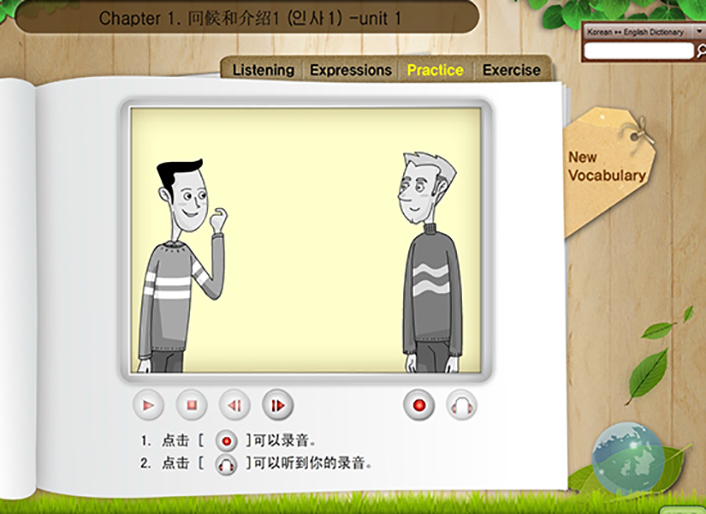 Chapter 1. 问候和介绍1 (인사 1) -unit 1
Korean ↔ English Dictionary
Listening Expressions Practice Exercise
New
Vocabulary
1. 点击 [ ]可以录音。
2. 点击 [ ]可以听到你的录音。